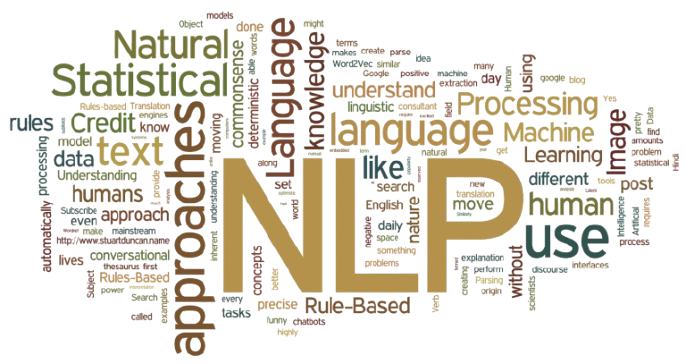 Natural
Statistical
approaches
Language
knowledge
commonsense
deterministic
done
moving
Object
models
might
terms
makes
Word2Vec
similar
create
parse
idea
Google
positive
machine
extraction
many
day
Human
using
google
blog
understand
linguistic
consultant
field
Processing
Yes
language
Machine
Learning
Image
pretty
Data
find
amounts
problem
statistical
Hindi
Rules-based
Translation
engines
rules
Credit
know
model
data
text
processing
Understanding
provide
humans
Subscribe
even
approach
make
mainstream
http://www.stuartduncan.name
automatically
lives
conversational
thesaurus
first
Rules-Based
Subject
power
Search
examples
called
understanding
along
set
world
inherent
concepts
better
every
tasks
precise
funny
chatbots
highly
Rule-Based
NLP
like
search
English
daily
space
something
problems
negative
nature
natural
get
new
translation
move
explanation
perform
Parsing
origin
creating
Verb
without
discourse
scientists
interfaces
different
post
human
tools
Intelligence
Artificial
requires
process
use
able
words